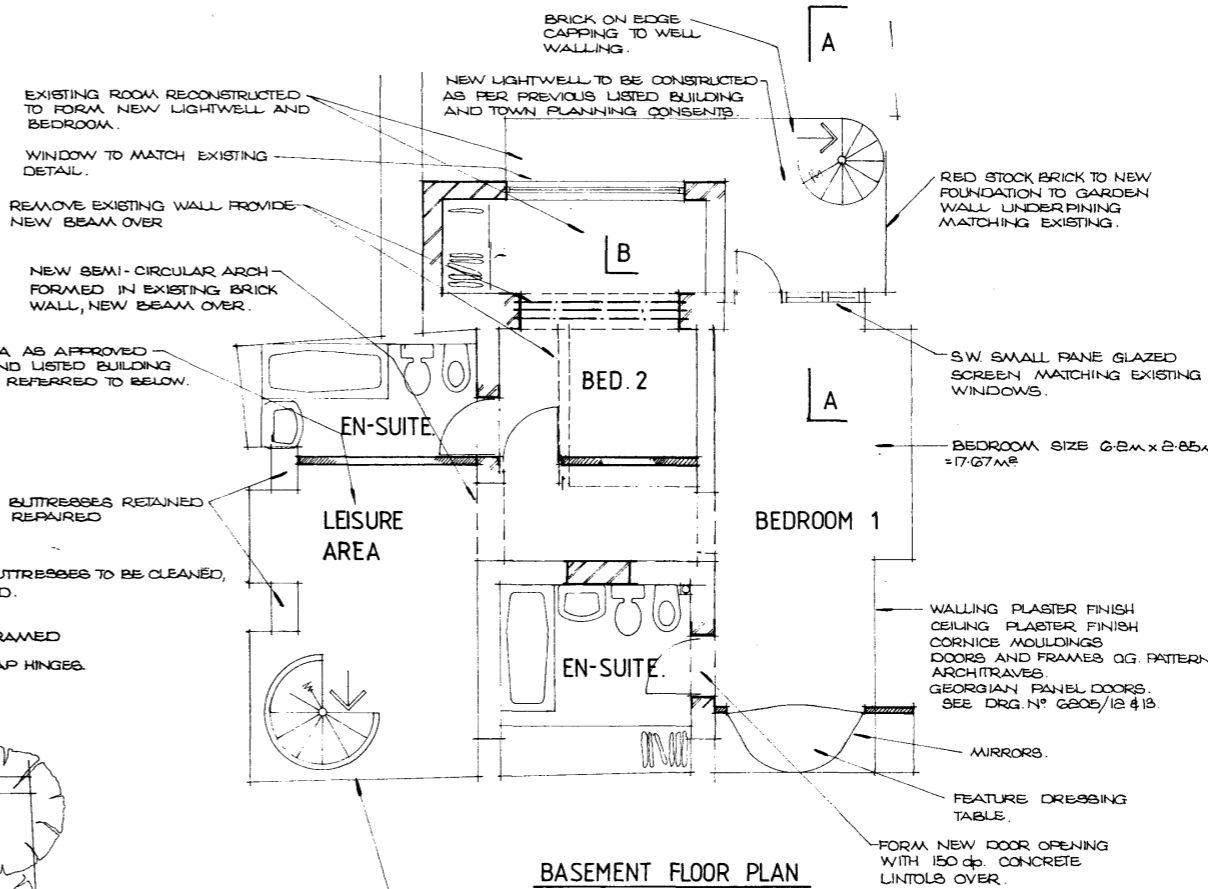 BRICK ON EDGE
CAPPING TO WELL
WALLING.
A
EXISTING ROOM RECONSTRUCTED
TO FORM NEW LIGHTWELL AND
BEDROOM.
NEW LIGHTWELL TO BE CONSTRUCTED
AS PER PREVIOUS LISTED BUILDING
AND TOWN PLANNING CONSENTS.
WINDOW TO MATCH EXISTING
DETAIL.
RED STOCK BRICK TO NEW
FOUNDATION TO GARDEN
WALL UNDERPINING
MATCHING EXISTING.
REMOVE EXISTING WALL PROVIDE
NEW BEAM OVER
B
NEW SEMI-CIRCULAR ARCH
FORMED IN EXISTING BRICK
WALL, NEW BEAM OVER.
A AS APPROVED
ND LISTED BUILDING
REFERRED TO BELOW.
S.W. SMALL PANE GLAZED
SCREEN MATCHING EXISTING
WINDOWS.
BED. 2
A
EN-SUITE.
BEDROOM SIZE 6.2m x 2.85m
=17.67m²
BUTTRESSES RETAINED
REPAIRED
LEISURE
AREA
BEDROOM 1
UTTRESSES TO BE CLEANED,
D.
RAMED
AP HINGES.
EN-SUITE.
WALLING PLASTER FINISH
CEILING PLASTER FINISH
CORNICE MOULDINGS
DOORS AND FRAMES OG. PATTERN
ARCHITRAVES.
GEORGIAN PANEL DOORS.
SEE DRG. Nº 6205/12 & 13.
MIRRORS.
FEATURE DRESSING
TABLE.
FORM NEW DOOR OPENING
WITH 150 dp. CONCRETE
LINTOLS OVER.
BASEMENT FLOOR PLAN